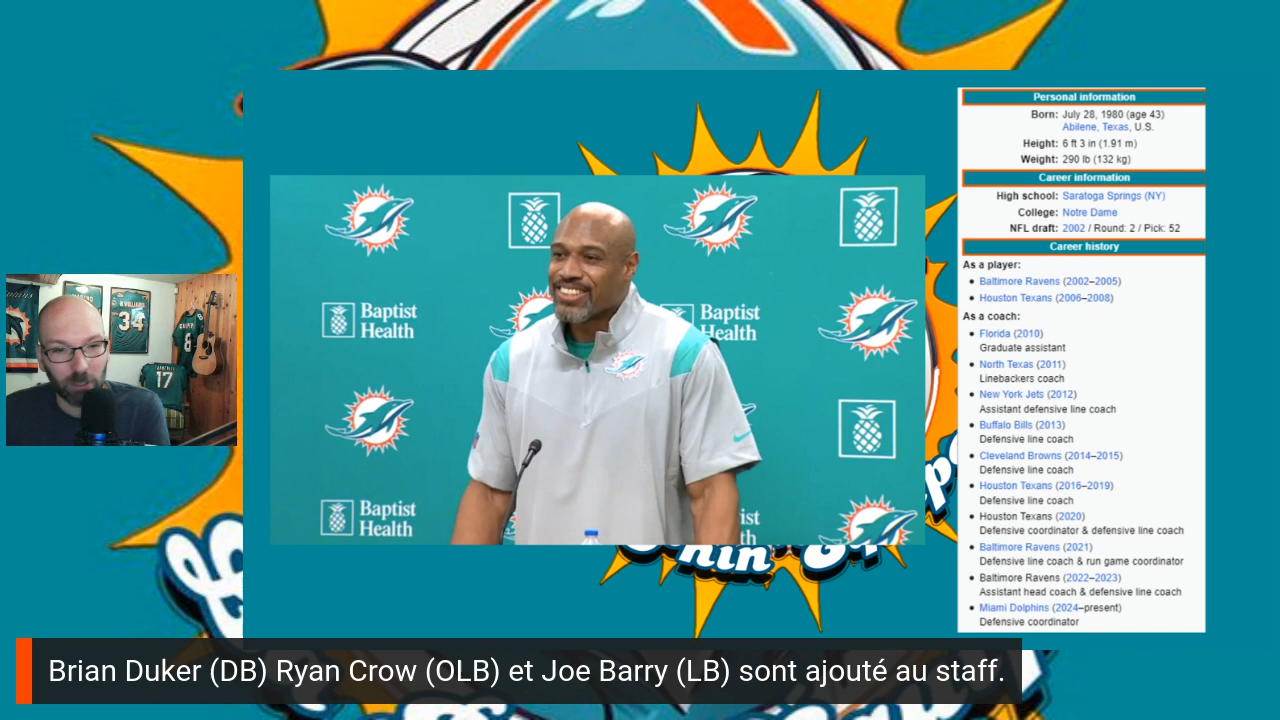 Personal information
Born: July 28, 1980 (age 43)
Abilene, Texas, U.S.
Height: 6 ft 3 in (1.91 m)
Weight: 290 lb (132 kg)
Career information
High school: Saratoga Springs (NY)
College: Notre Dame
NFL draft: 2002 / Round: 2 / Pick: 52
Career history
As a player:
• Baltimore Ravens (2002–2005)
• Houston Texans (2006–2008)
As a coach:
• Florida (2010)
Graduate assistant
• North Texas (2011)
Linebackers coach
• New York Jets (2012)
Assistant defensive line coach
• Buffalo Bills (2013)
Defensive line coach
• Cleveland Browns (2014–2015)
Defensive line coach
• Houston Texans (2016–2019)
Defensive line coach
• Houston Texans (2020)
Defensive coordinator & defensive line coach
• Baltimore Ravens (2021)
Defensive line coach & run game coordinator
• Baltimore Ravens (2022–2023)
Assistant head coach & defensive line coach
• Miami Dolphins (2024–present)
Defensive coordinator
Baptist
Health
Baptist
Health
Baptist
Health
34
8
17
Brian Duker (DB) Ryan Crow (OLB) et Joe Barry (LB) sont ajouté au staff.